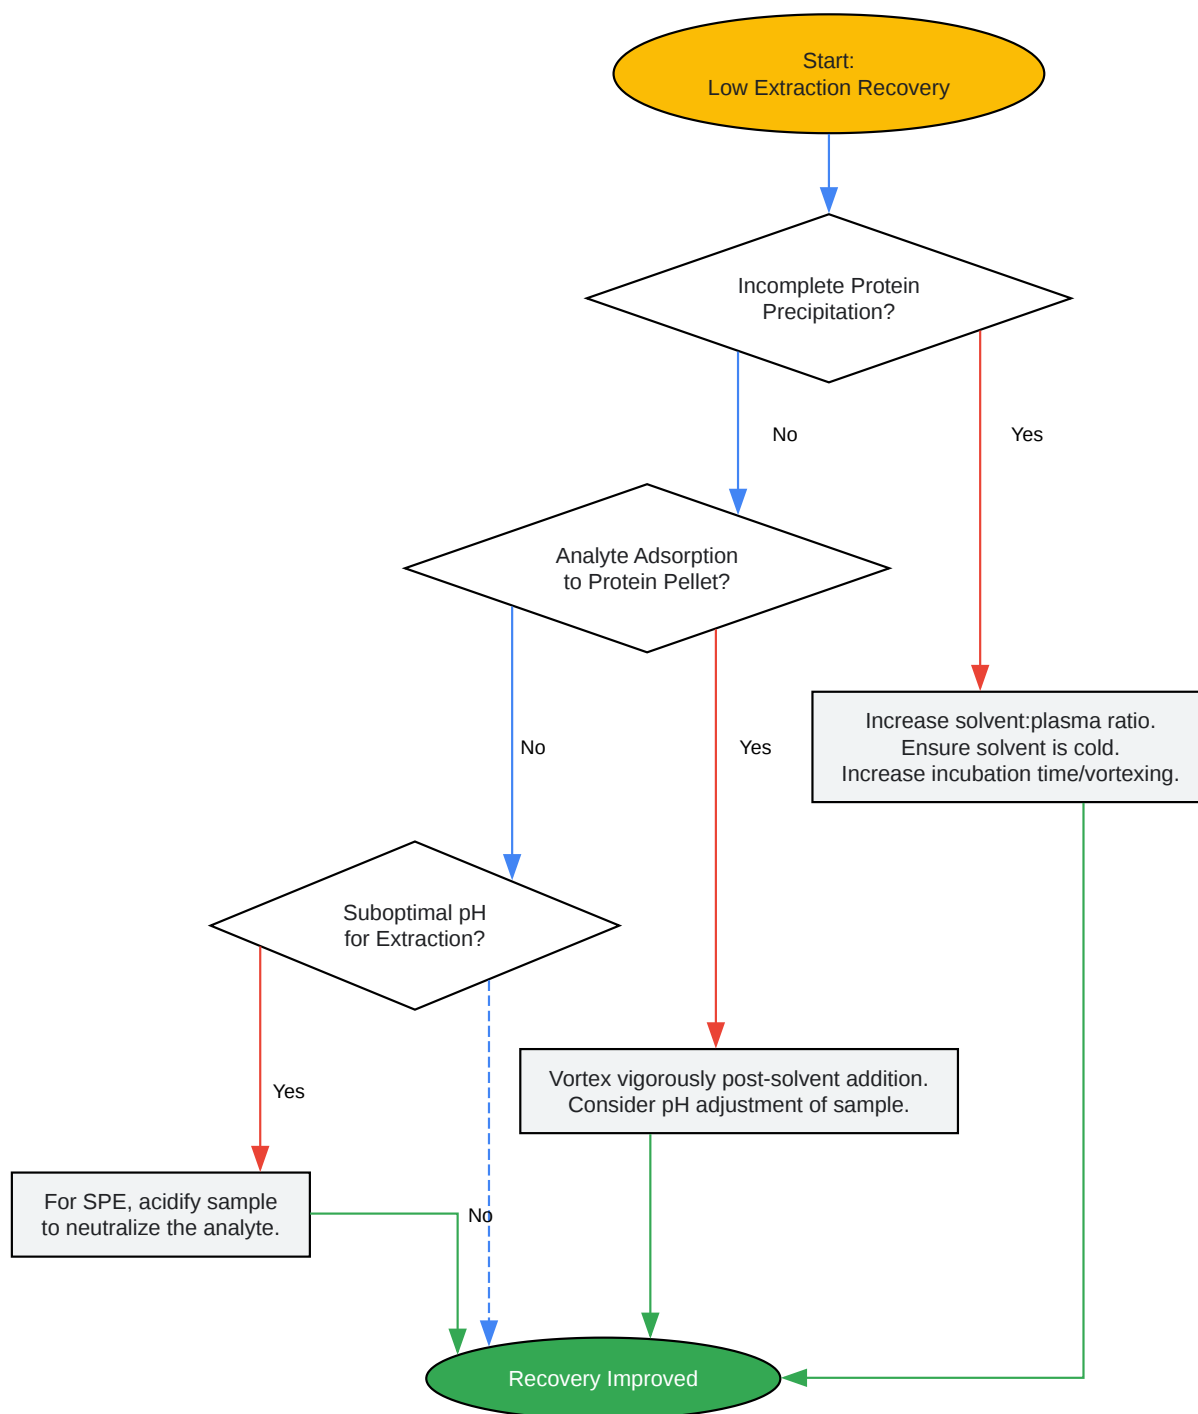 Start:
Low Extraction Recovery
Incomplete Protein
Precipitation?
No
Yes
Analyte Adsorption
to Protein Pellet?
Increase solvent:plasma ratio.
Ensure solvent is cold.
Increase incubation time/vortexing.
No
Yes
Suboptimal pH
for Extraction?
Vortex vigorously post-solvent addition.
Consider pH adjustment of sample.
Yes
For SPE, acidify sample
to neutralize the analyte.
No
Recovery Improved